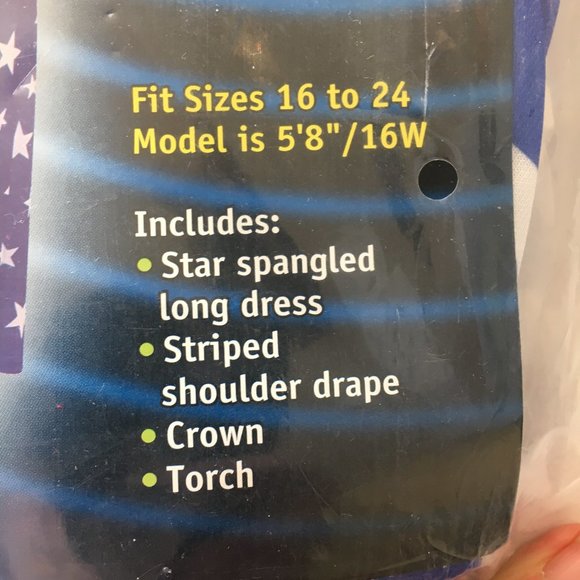 Fit Sizes 16 to 24
Model is 5'8"/16W
Includes:
• Star spangled
long dress
• Striped
shoulder drape
• Crown
• Torch